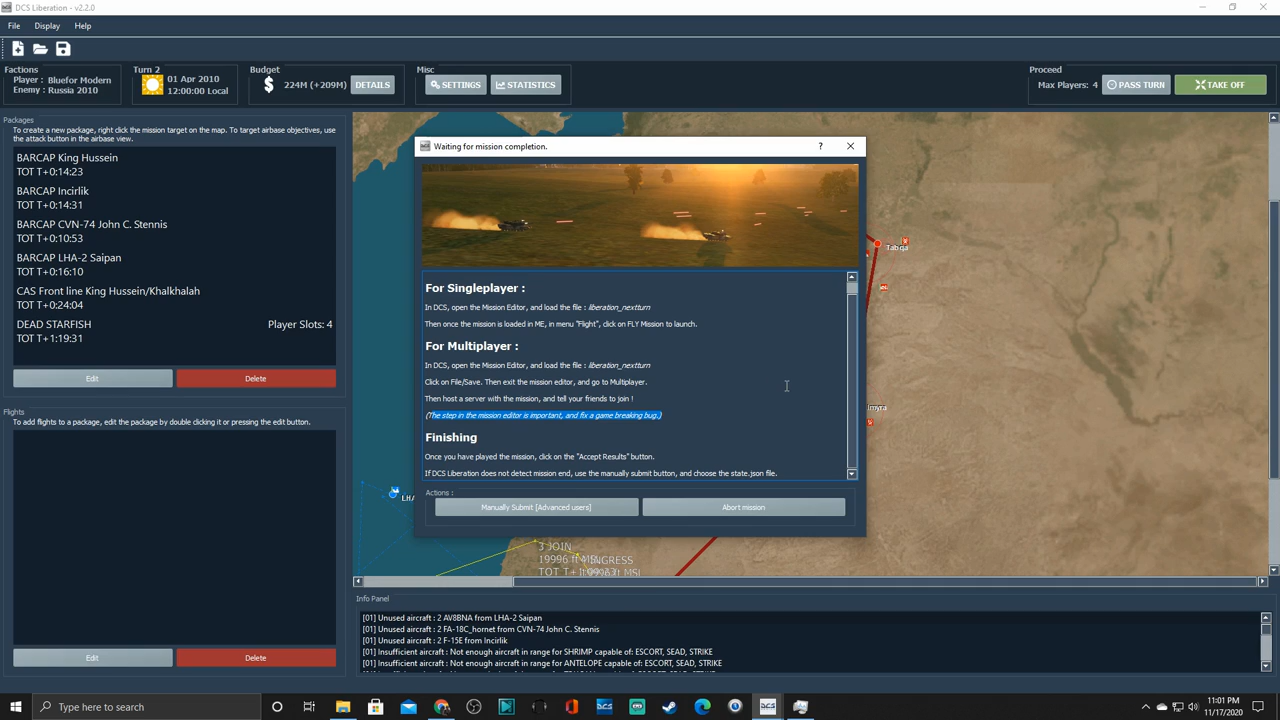 DCS Liberation - v2.2.0
File Display Help
Factions
Player : Bluefor Modern
Enemy : Russia 2010
Turn 2
01 Apr 2010
12:00:00 Local
Budget
$ 224M (+209M) DETAILS
Misc
SETTINGS STATISTICS
Proceed
Max Players: 4 PASS TURN TAKE OFF
Packages
To create a new package, right click the mission target on the map. To target airbase objectives, use
the attack button in the airbase view.
BARCAP King Hussein
TOT T+0:14:23
BARCAP Incirlik
TOT T+0:14:31
BARCAP CVN-74 John C. Stennis
TOT T+0:10:53
BARCAP LHA-2 Saipan
TOT T+0:16:10
CAS Front line King Hussein/Khalkhalah
TOT T+0:24:04
DEAD STARFISH Player Slots: 4
TOT T+1:19:31
Edit Delete
Flights
To add flights to a package, edit the package by double clicking it or pressing the edit button.
Edit Delete
Waiting for mission completion.
For Singleplayer :
In DCS, open the Mission Editor, and load the file : liberation_nextturn
Then once the mission is loaded in ME, in menu "Flight", click on FLY Mission to launch.
For Multiplayer :
In DCS, open the Mission Editor, and load the file : liberation_nextturn
Click on File/Save. Then exit the mission editor, and go to Multiplayer.
Then host a server with the mission, and tell your friends to join !
(The step in the mission editor is important, and fix a game breaking bug.)
Finishing
Once you have played the mission, click on the "Accept Results" button.
If DCS Liberation does not detect mission end, use the manually submit button, and choose the state.json file.
Actions :
Manually Submit [Advanced users] Abort mission
Tabqa
LHA
3 JOIN
19996 ft
INGRESS
Info Panel
[01] Unused aircraft : 2 AV8BNA from LHA-2 Saipan
[01] Unused aircraft : 2 FA-18C_hornet from CVN-74 John C. Stennis
[01] Unused aircraft : 2 F-15E from Incirlik
[01] Insufficient aircraft : Not enough aircraft in range for SHRIMP capable of: ESCORT, SEAD, STRIKE
[01] Insufficient aircraft : Not enough aircraft in range for ANTELOPE capable of: ESCORT, SEAD, STRIKE
Type here to search
11:01 PM
11/17/2020